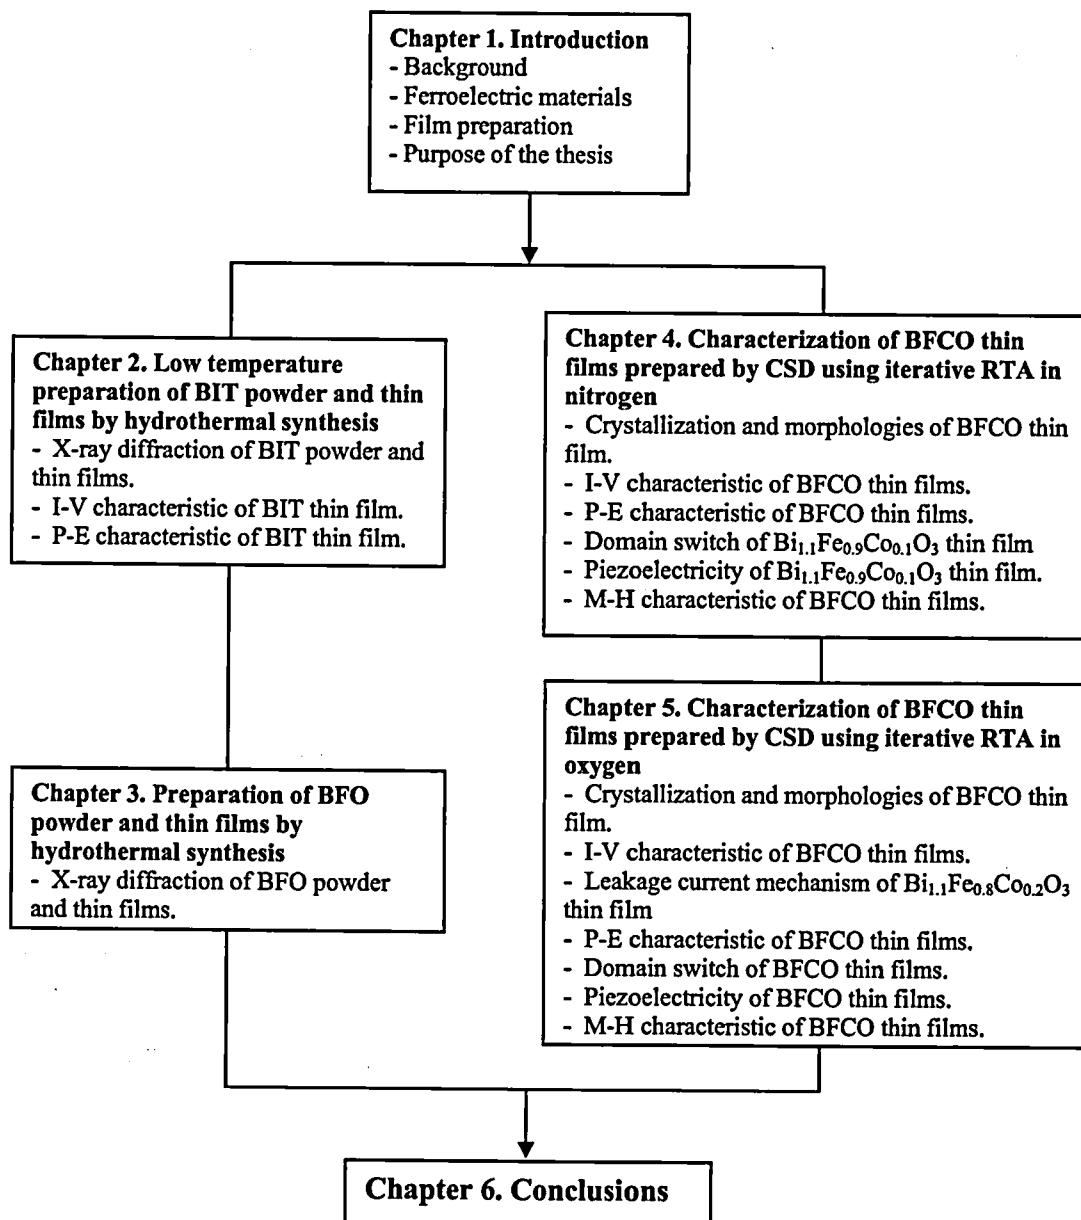 Chapter 1. Introduction
- Background
- Ferroelectric materials
- Film preparation
- Purpose of the thesis
Chapter 2. Low temperature
preparation of BIT powder and thin
films by hydrothermal synthesis
- X-ray diffraction of BIT powder and
thin films.
- I-V characteristic of BIT thin film.
- P-E characteristic of BIT thin film.
Chapter 3. Preparation of BFO
powder and thin films by
hydrothermal synthesis
- X-ray diffraction of BFO powder
and thin films.
Chapter 4. Characterization of BFCO thin
films prepared by CSD using iterative RTA in
nitrogen
- Crystallization and morphologies of BFCO thin
film.
- I-V characteristic of BFCO thin films.
- P-E characteristic of BFCO thin films.
- Domain switch of Bi₁.₁Fe₀.₉Co₀.₁O₃ thin film
- Piezoelectricity of Bi₁.₁Fe₀.₉Co₀.₁O₃ thin film.
- M-H characteristic of BFCO thin films.
Chapter 5. Characterization of BFCO thin
films prepared by CSD using iterative RTA in
oxygen
- Crystallization and morphologies of BFCO thin
film.
- I-V characteristic of BFCO thin films.
- Leakage current mechanism of Bi₁.₁Fe₀.₈Co₀.₂O₃
thin film
- P-E characteristic of BFCO thin films.
- Domain switch of BFCO thin films.
- Piezoelectricity of BFCO thin films.
- M-H characteristic of BFCO thin films.
Chapter 6. Conclusions